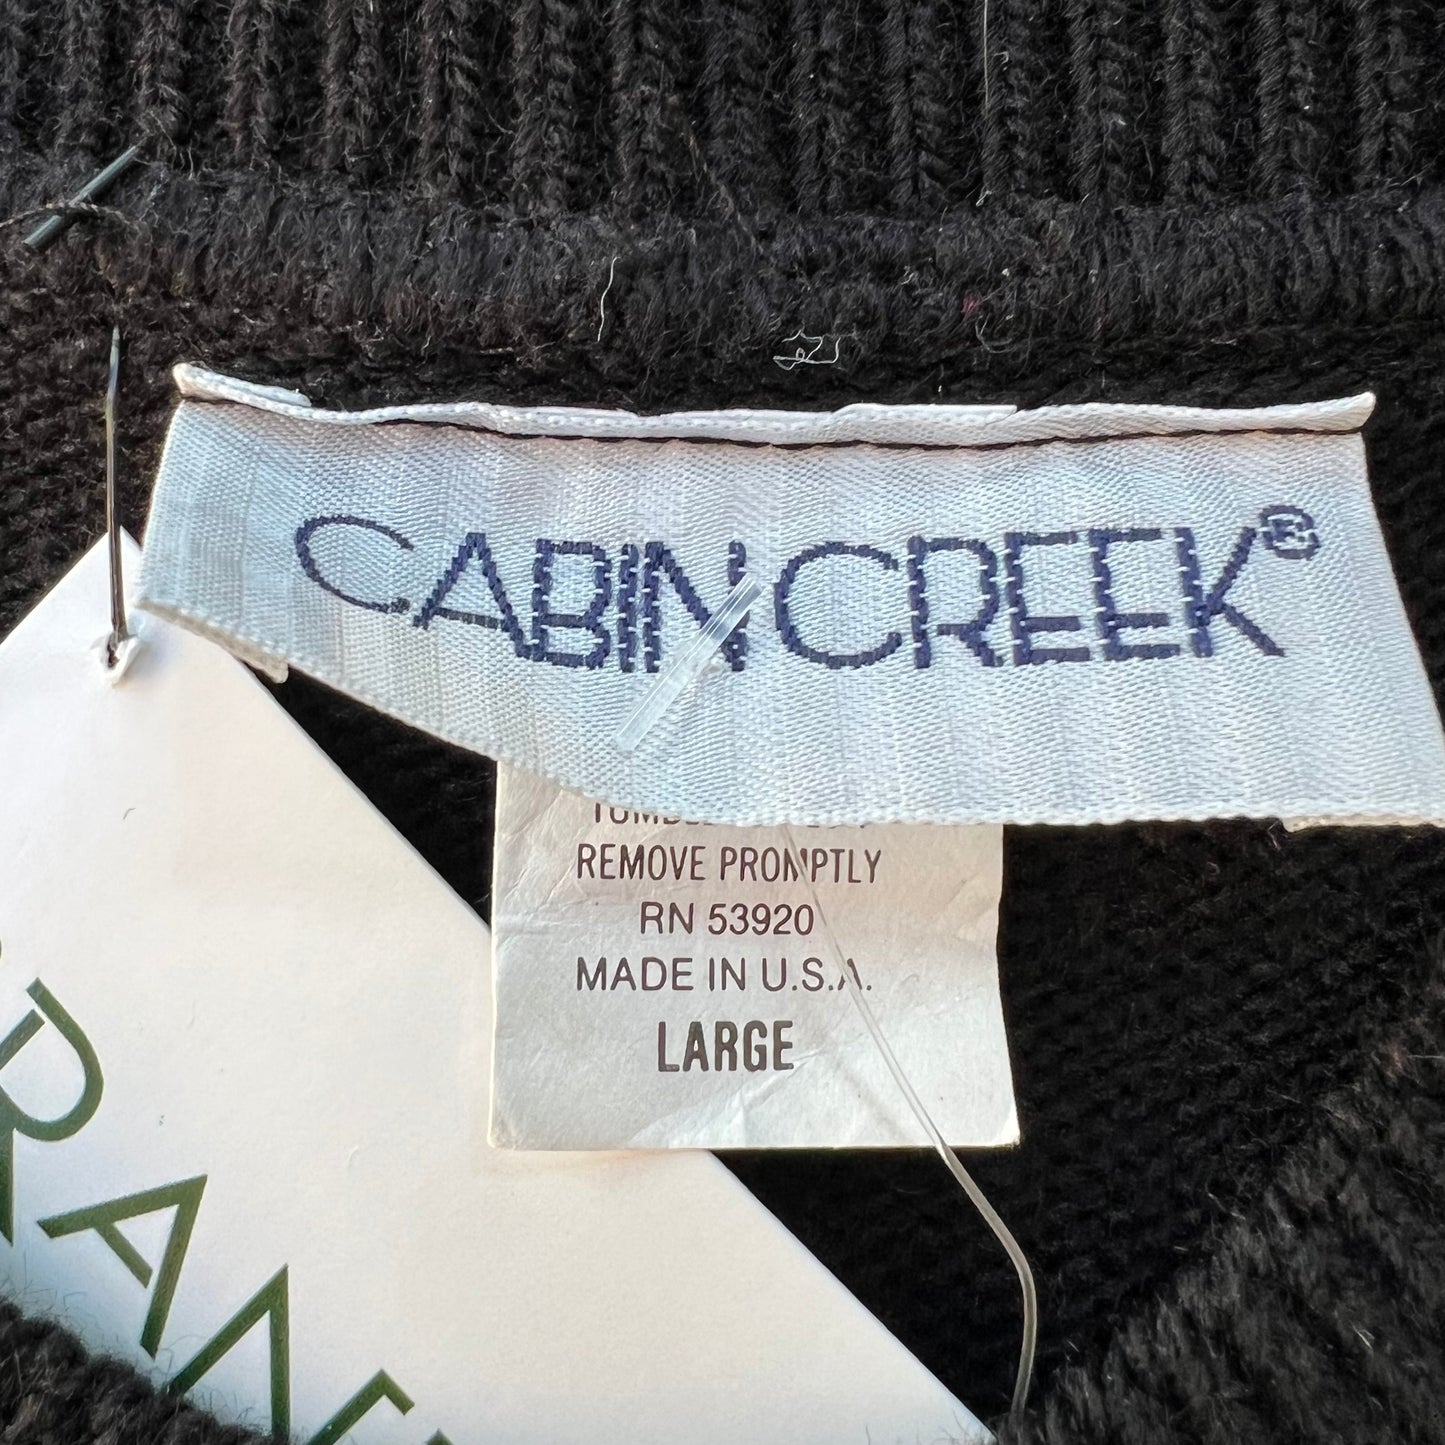 CABIN CREEK®
REMOVE PROMPTLY
RN 53920
MADE IN U.S.A.
LARGE